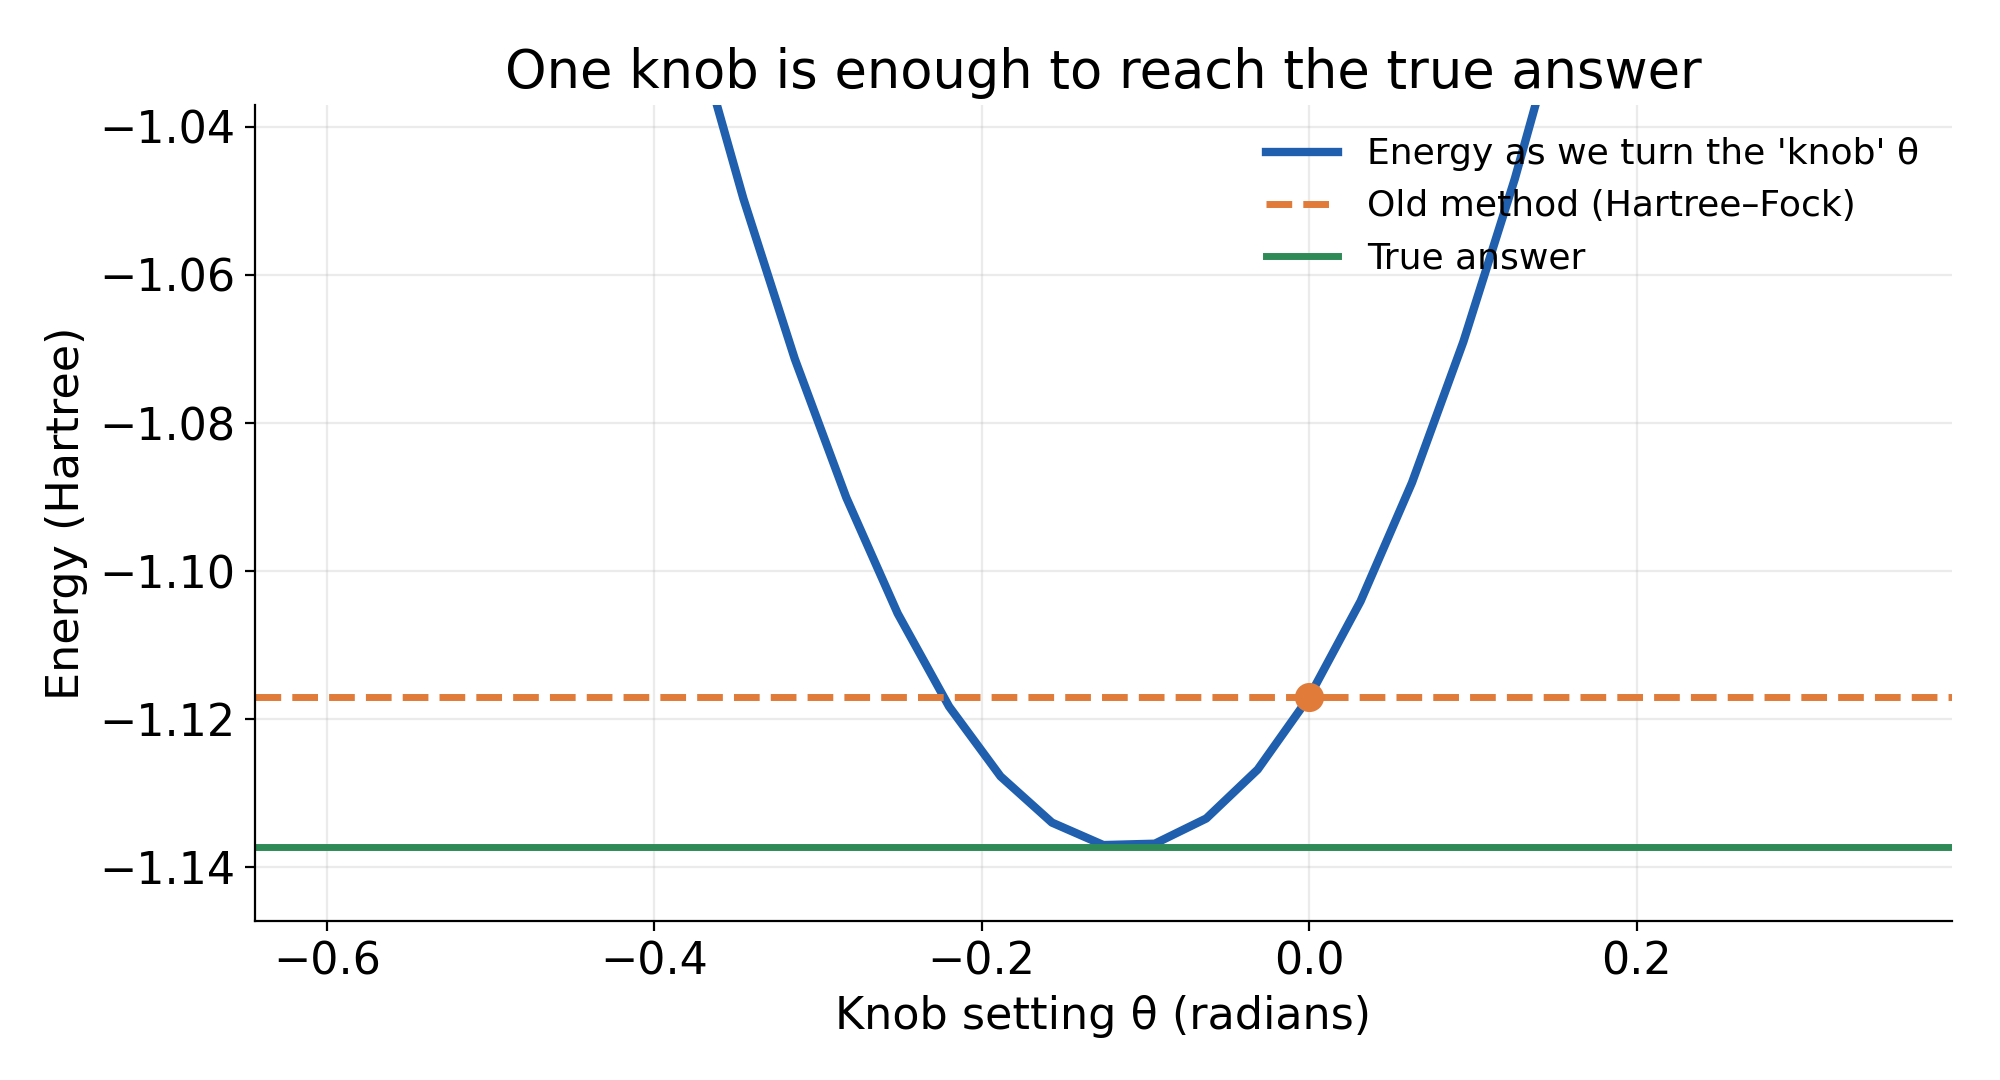 One knob is enough to reach the true answer
Energy as we turn the 'knob' θ
Old method (Hartree–Fock)
True answer
Energy (Hartree)
−1.04
−1.06
−1.08
−1.10
−1.12
−1.14
−0.6
−0.4
−0.2
0.0
0.2
Knob setting θ (radians)